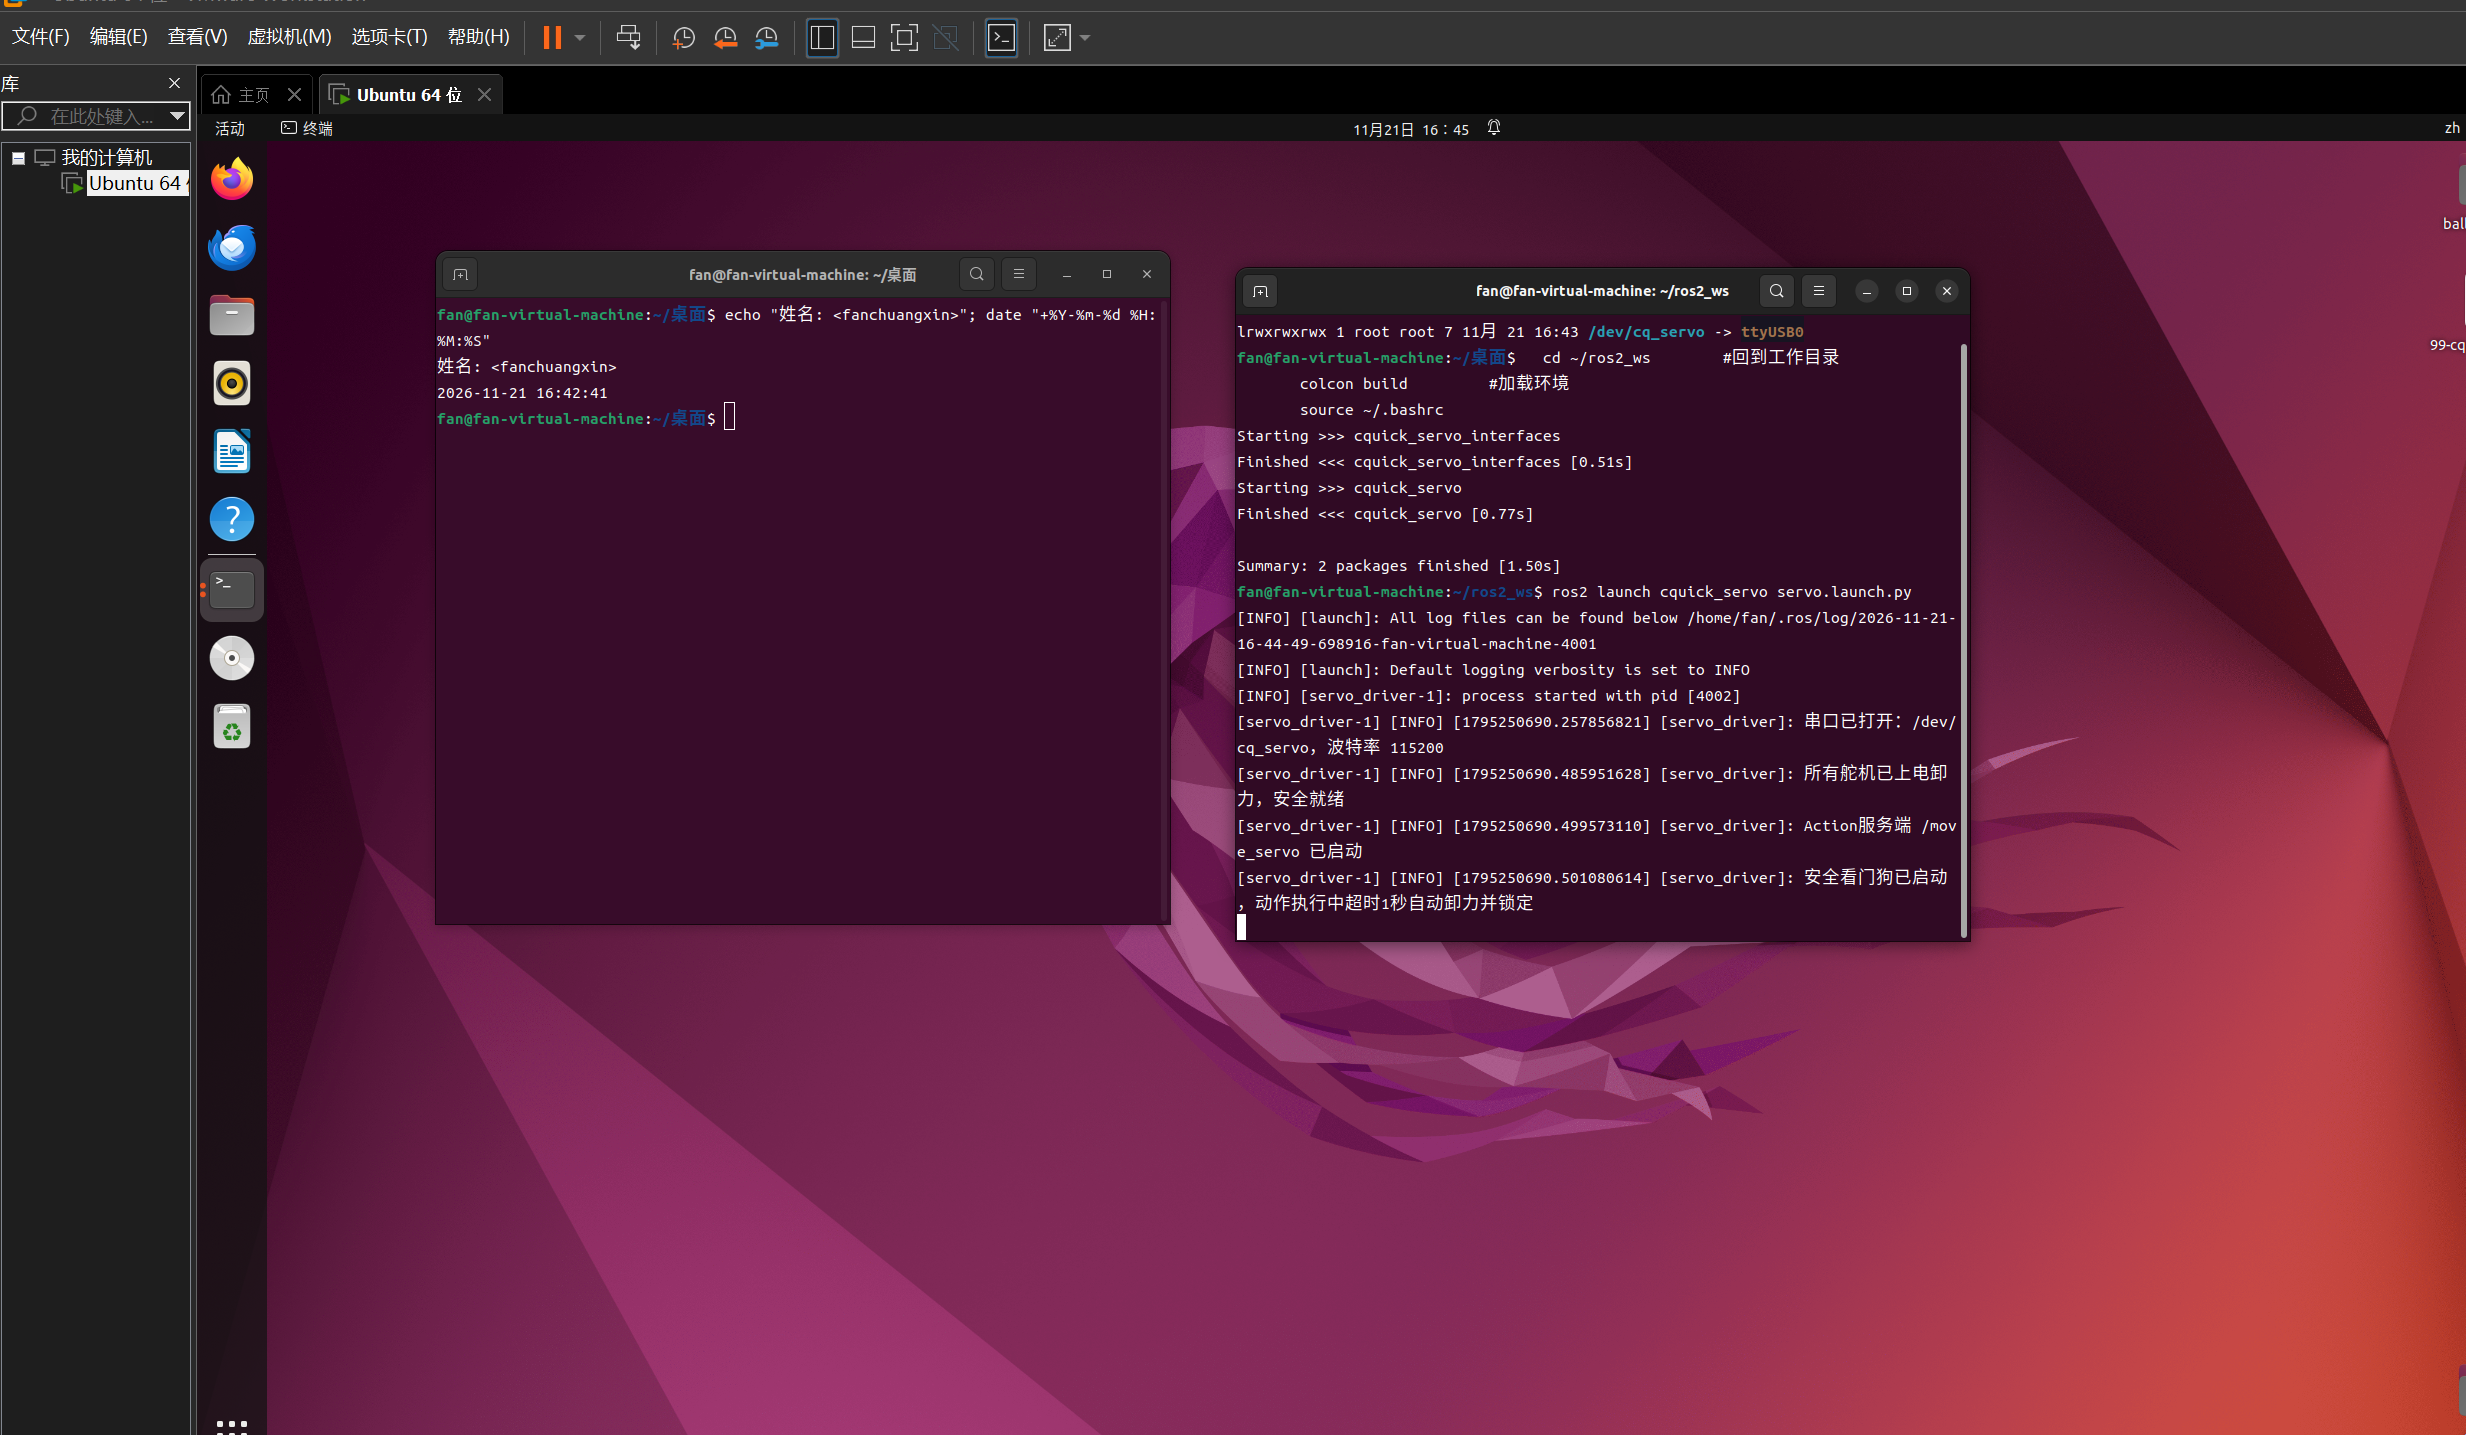 文件(F) 编辑(E) 查看(V) 虚拟机(M) 选项卡(T) 帮助(H)
库
在此处键入...
我的计算机
Ubuntu 64
主页
Ubuntu 64 位
活动
终端
11月21日 16：45
zh
fan@fan-virtual-machine: ~/桌面
fan@fan-virtual-machine:~/桌面$ echo "姓名: <fanchuangxin>"; date "+%Y-%m-%d %H:
%M:%S"
姓名: <fanchuangxin>
2026-11-21 16:42:41
fan@fan-virtual-machine:~/桌面$
fan@fan-virtual-machine: ~/ros2_ws
lrwxrwxrwx 1 root root 7 11月 21 16:43 /dev/cq_servo -> ttyUSB0
fan@fan-virtual-machine:~/桌面$   cd ~/ros2_ws        #回到工作目录
       colcon build         #加载环境
       source ~/.bashrc
Starting >>> cquick_servo_interfaces
Finished <<< cquick_servo_interfaces [0.51s]
Starting >>> cquick_servo
Finished <<< cquick_servo [0.77s]
Summary: 2 packages finished [1.50s]
fan@fan-virtual-machine:~/ros2_ws$ ros2 launch cquick_servo servo.launch.py
[INFO] [launch]: All log files can be found below /home/fan/.ros/log/2026-11-21-
16-44-49-698916-fan-virtual-machine-4001
[INFO] [launch]: Default logging verbosity is set to INFO
[INFO] [servo_driver-1]: process started with pid [4002]
[servo_driver-1] [INFO] [1795250690.257856821] [servo_driver]: 串口已打开：/dev/
cq_servo，波特率 115200
[servo_driver-1] [INFO] [1795250690.485951628] [servo_driver]: 所有舵机已上电卸
力，安全就绪
[servo_driver-1] [INFO] [1795250690.499573110] [servo_driver]: Action服务端 /mov
e_servo 已启动
[servo_driver-1] [INFO] [1795250690.501080614] [servo_driver]: 安全看门狗已启动
，动作执行中超时1秒自动卸力并锁定
ball
99-cq